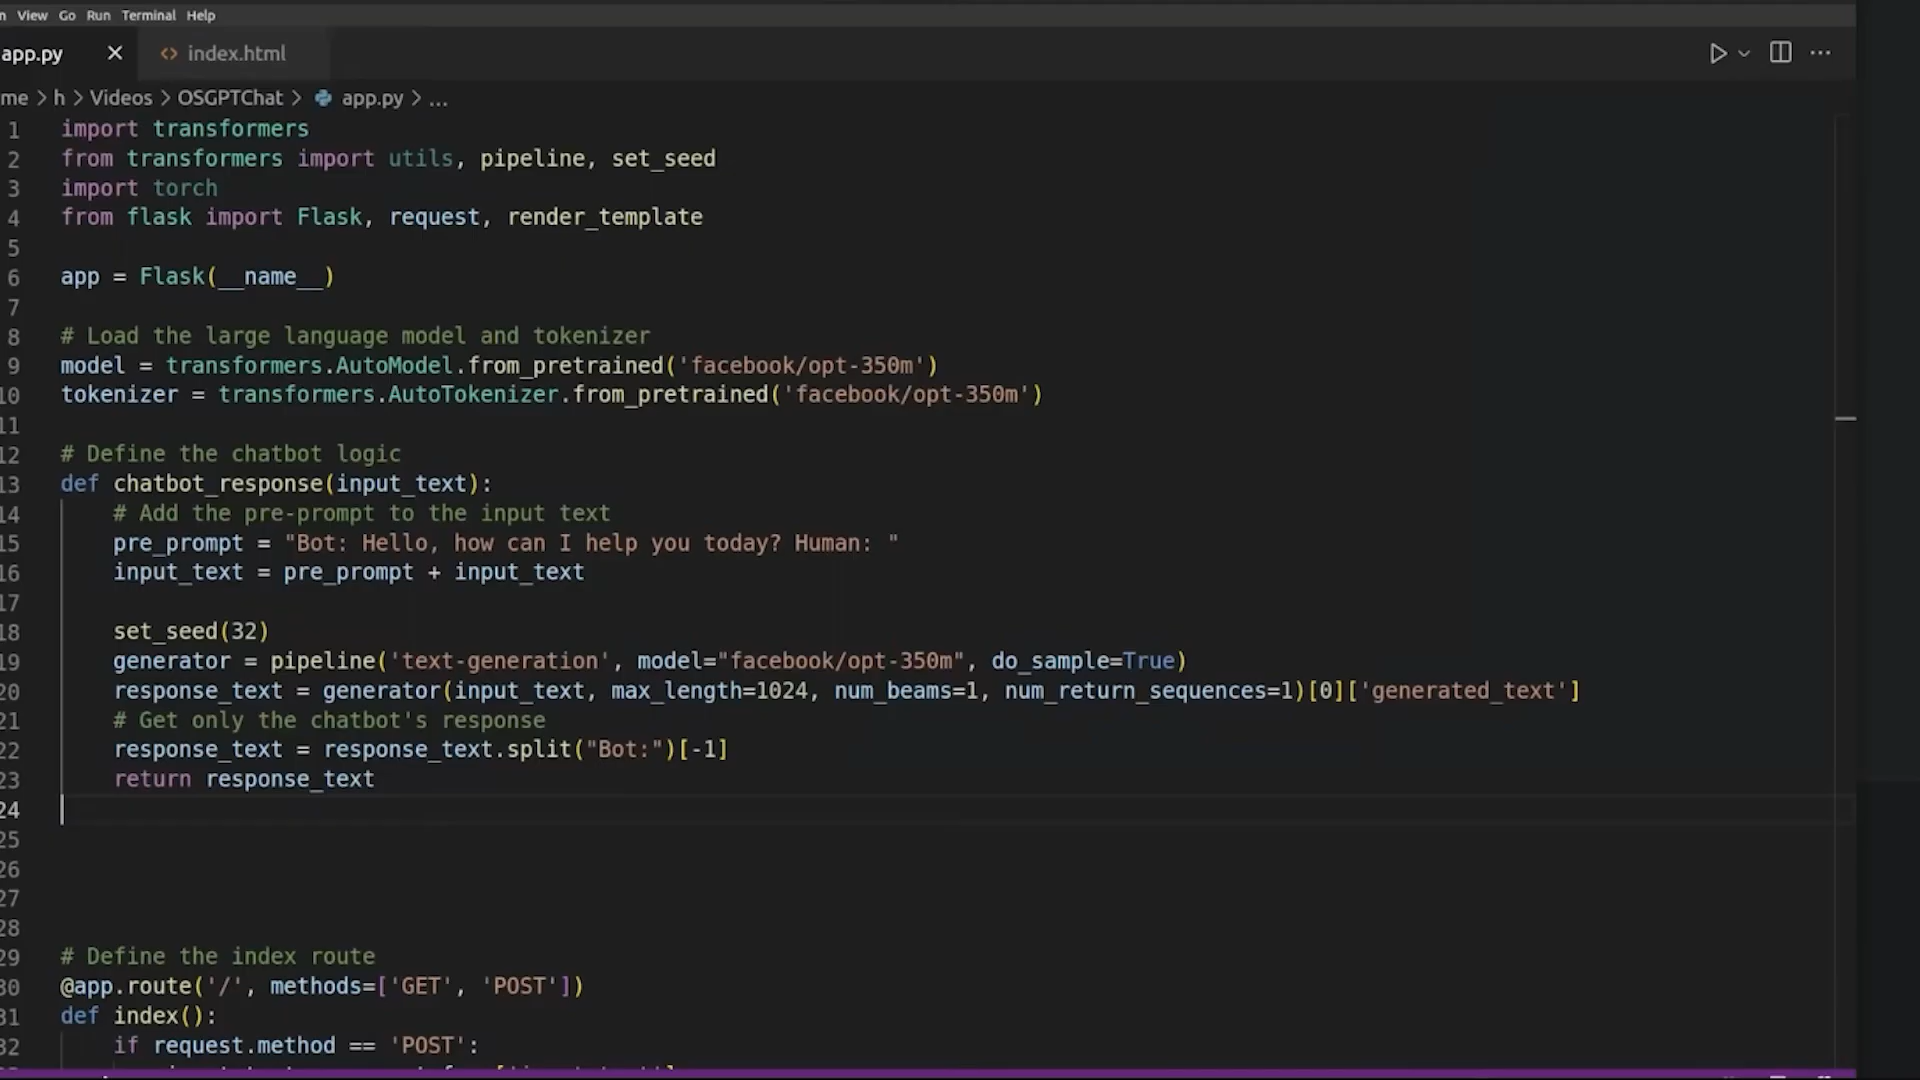 View Go Run Terminal Help
app.py index.html
me > h > Videos > OSGPTChat > app.py > ...
1 import transformers
2 from transformers import utils, pipeline, set_seed
3 import torch
4 from flask import Flask, request, render_template
5
6 app = Flask(__name__)
7
8 # Load the large language model and tokenizer
9 model = transformers.AutoModel.from_pretrained('facebook/opt-350m')
10 tokenizer = transformers.AutoTokenizer.from_pretrained('facebook/opt-350m')
11
12 # Define the chatbot logic
13 def chatbot_response(input_text):
14     # Add the pre-prompt to the input text
15     pre_prompt = "Bot: Hello, how can I help you today? Human: "
16     input_text = pre_prompt + input_text
17
18     set_seed(32)
19     generator = pipeline('text-generation', model="facebook/opt-350m", do_sample=True)
20     response_text = generator(input_text, max_length=1024, num_beams=1, num_return_sequences=1)[0]['generated_text']
21     # Get only the chatbot's response
22     response_text = response_text.split("Bot:")[-1]
23     return response_text
24
25
26
27
28
29 # Define the index route
30 @app.route('/', methods=['GET', 'POST'])
31 def index():
32     if request.method == 'POST':